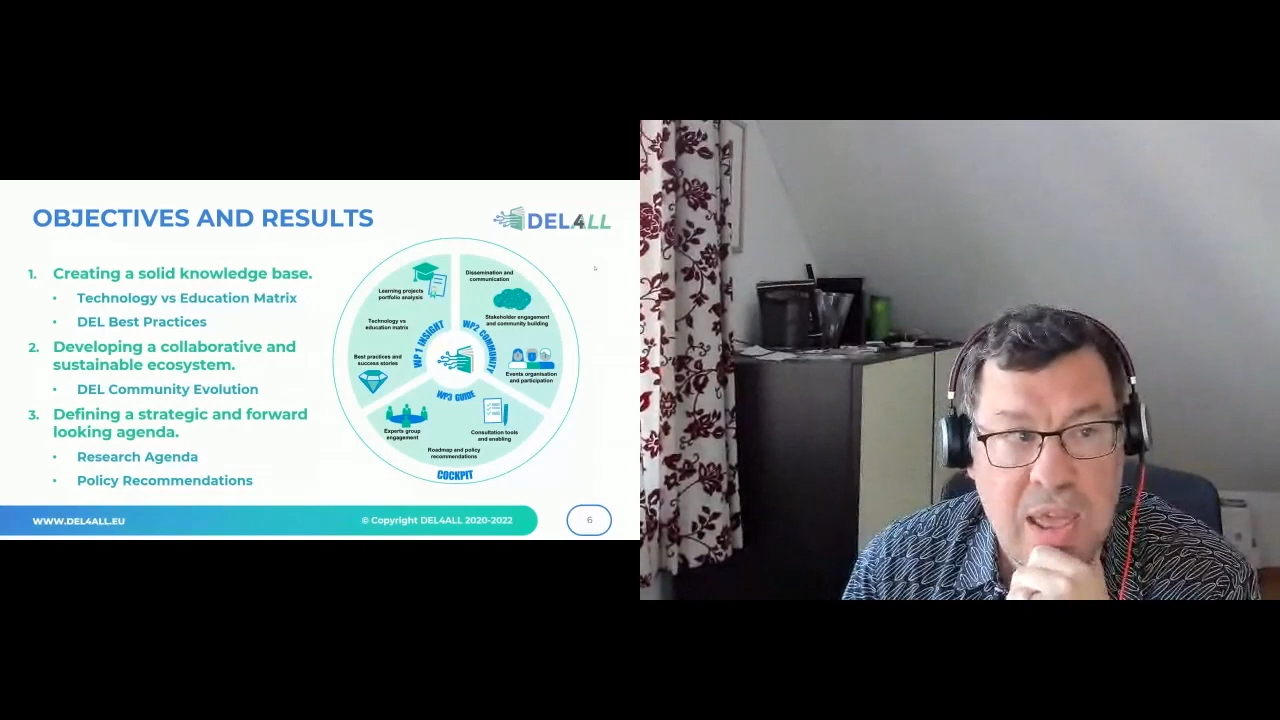 OBJECTIVES AND RESULTS
DEL4ALL
1. Creating a solid knowledge base.
• Technology vs Education Matrix
• DEL Best Practices
2. Developing a collaborative and
sustainable ecosystem.
• DEL Community Evolution
3. Defining a strategic and forward
looking agenda.
• Research Agenda
• Policy Recommendations
Learning projects
portfolio analysis
Technology vs
education matrix
Best practices and
success stories
WP 1 INSIGHT
Dissemination and
communication
Stakeholder engagement
and community building
Events organisation
and participation
WP2 COMMUNITY
WP3 GUIDE
Experts group
engagement
Consultation tools
and enabling
Roadmap and policy
recommendations
COCKPIT
WWW.DEL4ALL.EU
© Copyright DEL4ALL 2020-2022
6